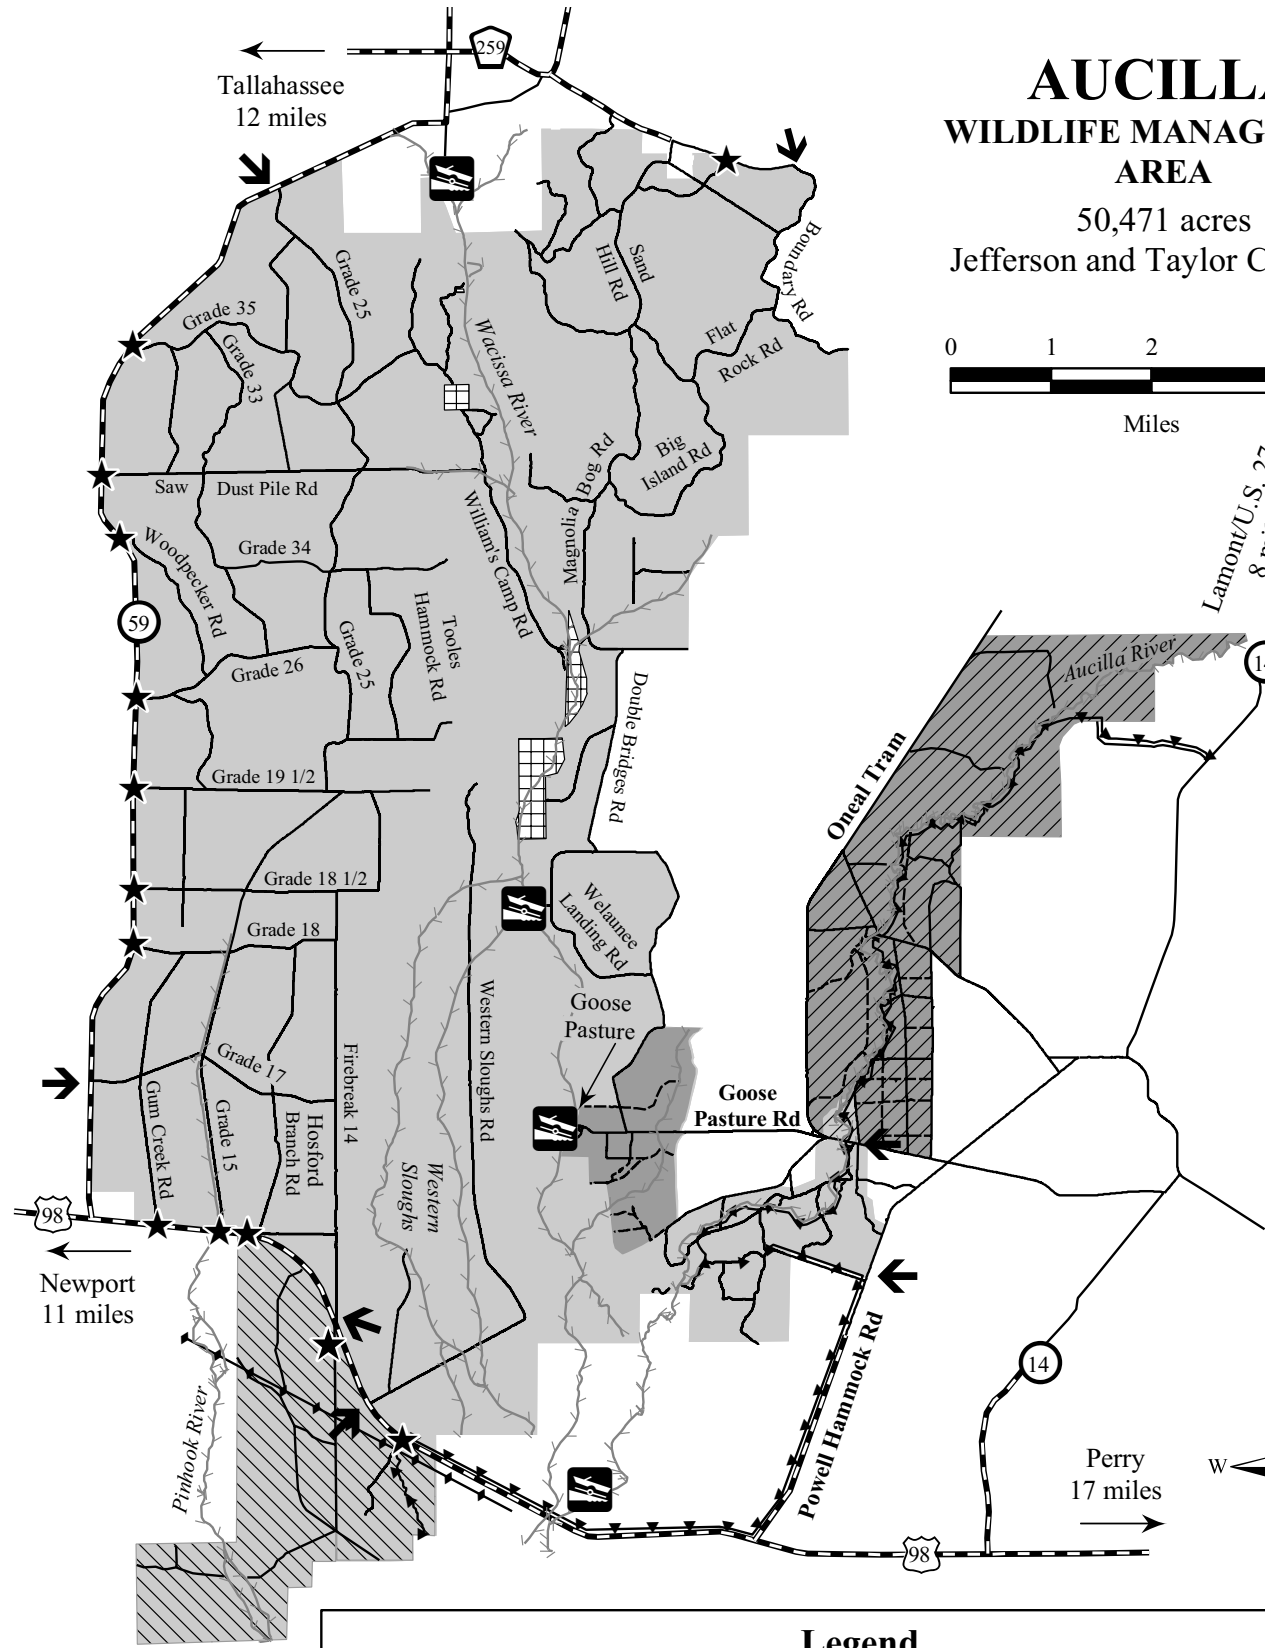 259
Tallahassee
12 miles
AUCILLA
WILDLIFE MANAG
AREA
50,471 acres
Jefferson and Taylor C
0 1 2
Miles
Boundary Rd
Sand
Hill Rd
Grade 25
Grade 35
Grade 33
Wacissa River
Flat
Rock Rd
Big
Island Rd
Magnolia Bog Rd
Saw Dust Pile Rd
William's Camp Rd
Lamont/U.S. 27
Woodpecker Rd
Grade 34
59
Tooles
Hammock Rd
Grade 25
Grade 26
Double Bridges Rd
Aucilla River
Oneal Tram
Grade 19 1/2
Grade 18 1/2
Welaunee
Landing Rd
Grade 18
Goose
Pasture
Western Sloughs Rd
Firebreak 14
Grade 17
Goose
Pasture Rd
Gum Creek Rd
Grade 15
Hosford
Branch Rd
Western
Sloughs
98
Newport
11 miles
Pinhook River
Powell Hammock Rd
14
Perry
17 miles
W
98
Legend